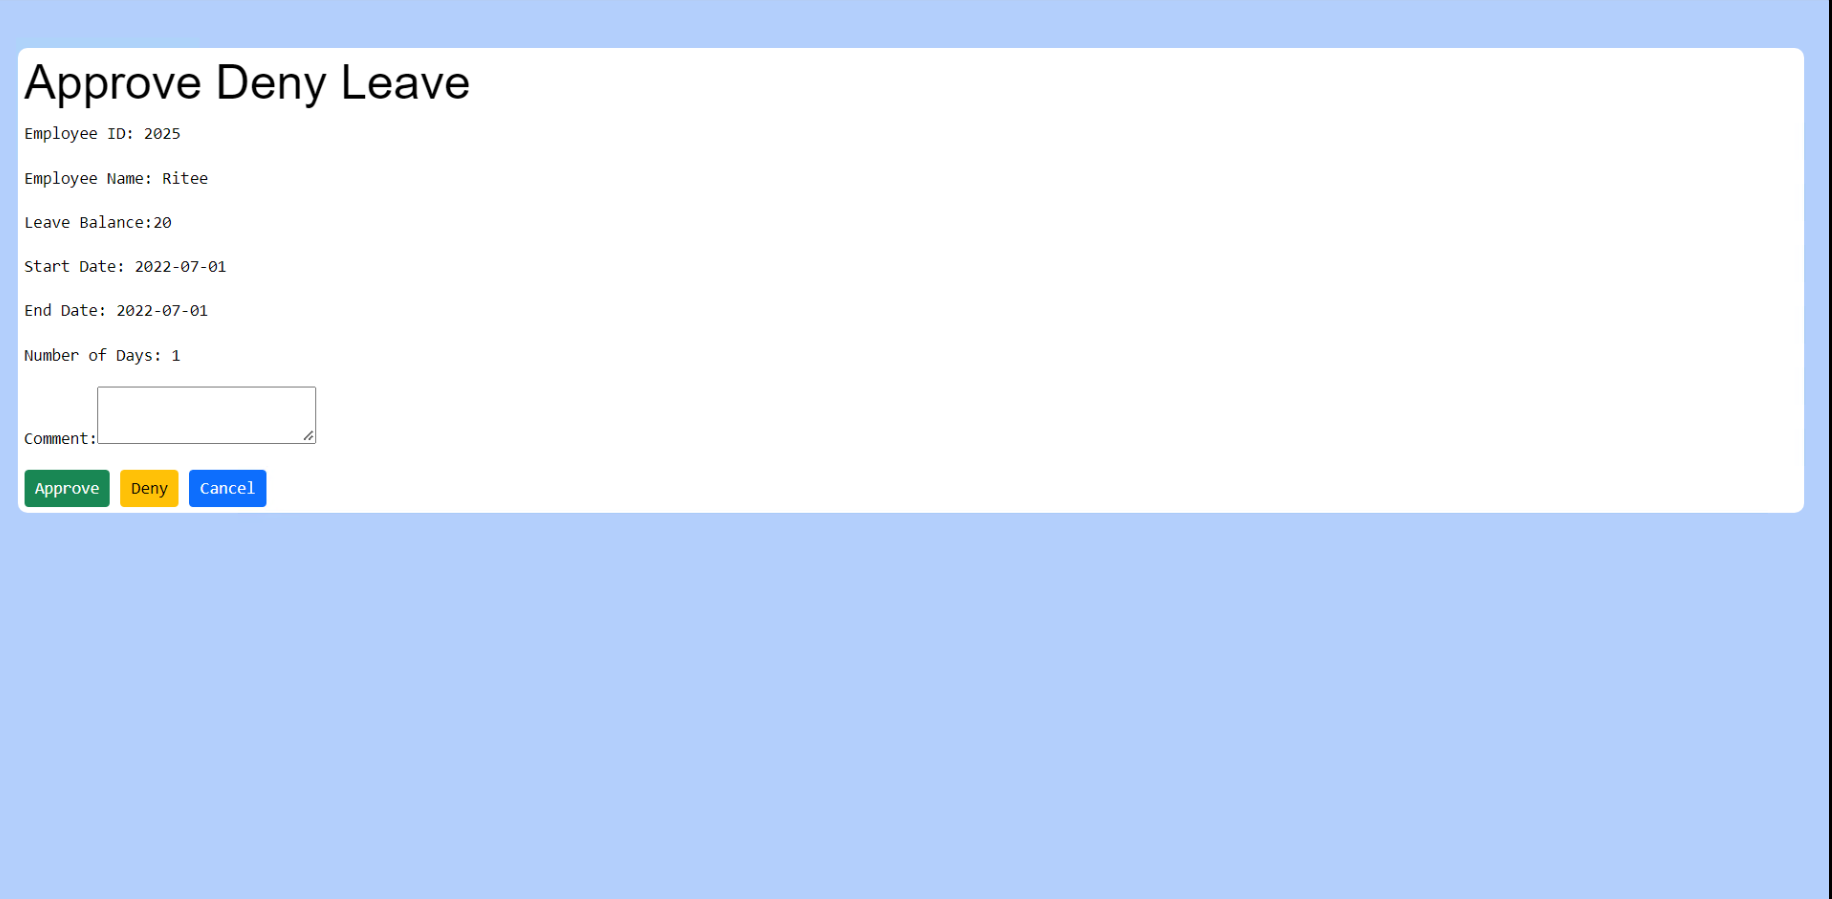 Approve Deny Leave
Employee ID: 2025
Employee Name: Ritee
Leave Balance:20
Start Date: 2022-07-01
End Date: 2022-07-01
Number of Days: 1
Comment:
Approve Deny Cancel